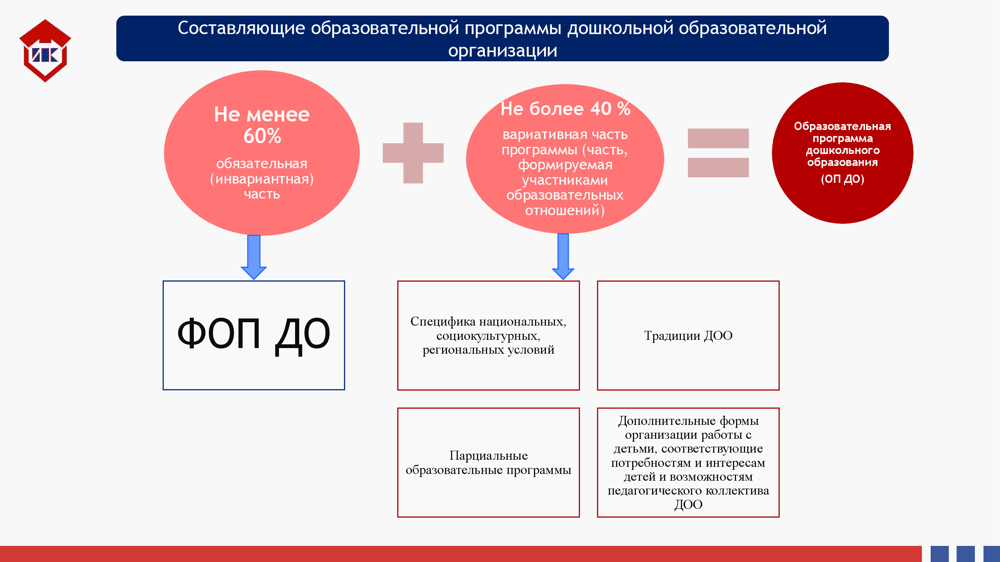 Составляющие образовательной программы дошкольной образовательной
организации
ИПК
Не менее
60%
обязательная
(инвариантная)
часть
Не более 40 %
вариативная часть
программы (часть,
формируемая
участниками
образовательных
отношений)
Образовательная
программа
дошкольного
образования
(ОП ДО)
ФОП ДО
Специфика национальных,
социокультурных,
региональных условий
Традиции ДОО
Парциальные
образовательные программы
Дополнительные формы
организации работы с
детьми, соответствующие
потребностям и интересам
детей и возможностям
педагогического коллектива
ДОО